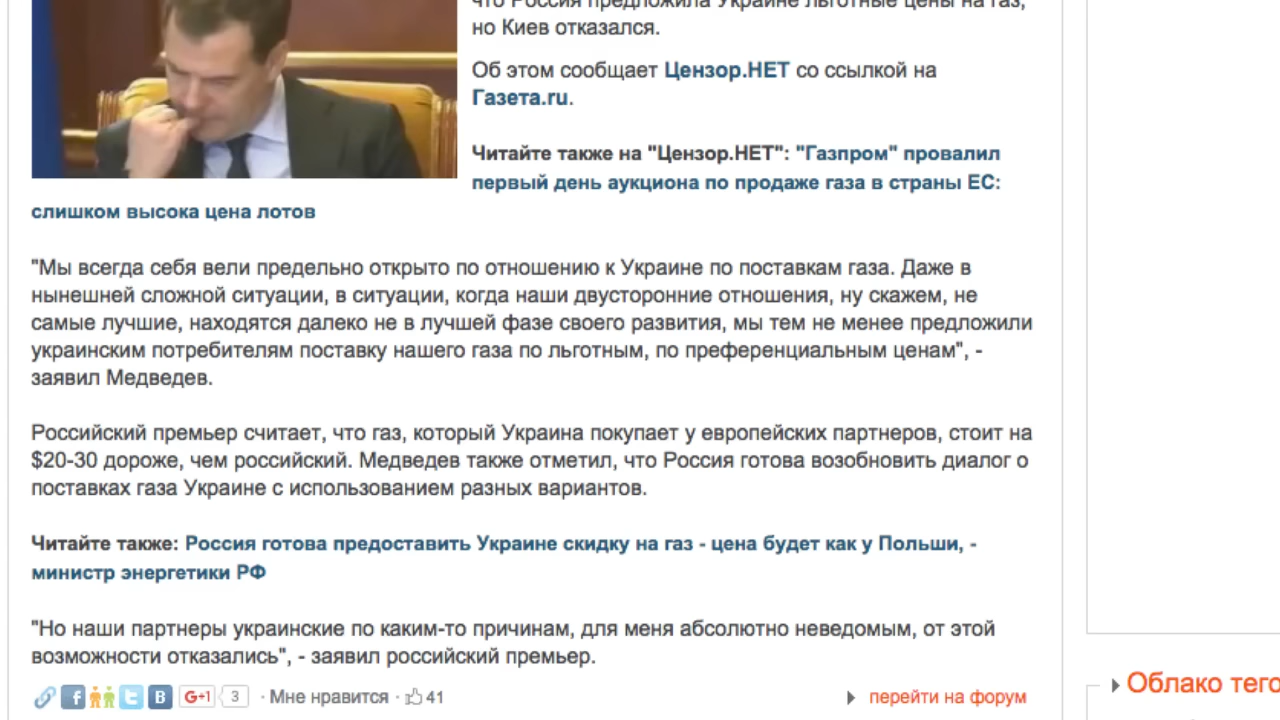 что Россия предложила Украине льготные цены на газ,
но Киев отказался.
Об этом сообщает Цензор.НЕТ со ссылкой на
Газета.ru.
Читайте также на "Цензор.НЕТ": "Газпром" провалил
первый день аукциона по продаже газа в страны ЕС:
слишком высока цена лотов
"Мы всегда себя вели предельно открыто по отношению к Украине по поставкам газа. Даже в
нынешней сложной ситуации, в ситуации, когда наши двусторонние отношения, ну скажем, не
самые лучшие, находятся далеко не в лучшей фазе своего развития, мы тем не менее предложили
украинским потребителям поставку нашего газа по льготным, по преференциальным ценам", -
заявил Медведев.
Российский премьер считает, что газ, который Украина покупает у европейских партнеров, стоит на
$20-30 дороже, чем российский. Медведев также отметил, что Россия готова возобновить диалог о
поставках газа Украине с использованием разных вариантов.
Читайте также: Россия готова предоставить Украине скидку на газ - цена будет как у Польши, -
министр энергетики РФ
"Но наши партнеры украинские по каким-то причинам, для меня абсолютно неведомым, от этой
возможности отказались", - заявил российский премьер.
f t B G+1 3 · Мне нравится · 41 перейти на форум
Облако тего